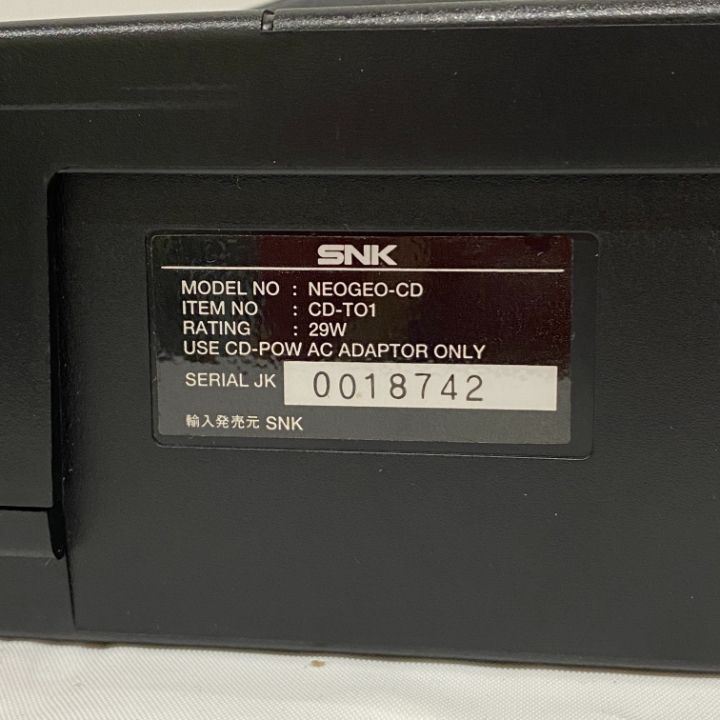 SNK
MODEL NO : NEOGEO-CD
ITEM NO : CD-TO1
RATING : 29W
USE CD-POW AC ADAPTOR ONLY
SERIAL JK 0018742
輸入発売元 SNK